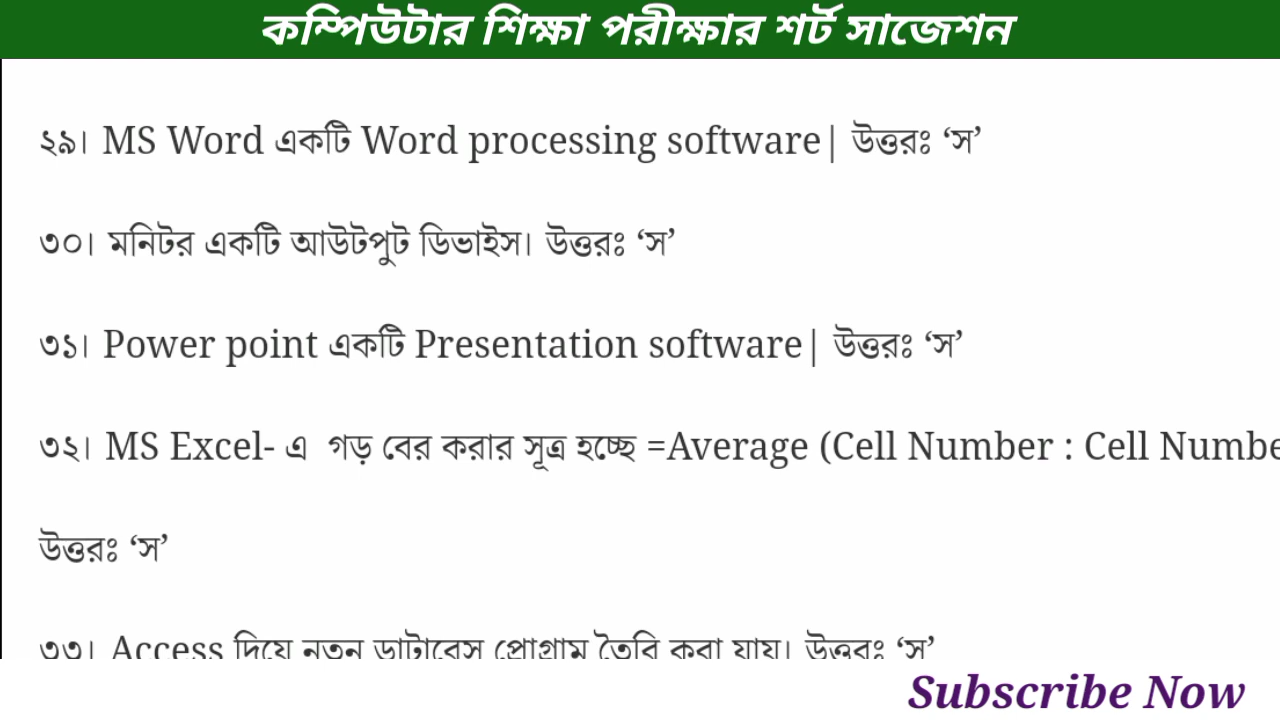 কম্পিউটার শিক্ষা পরীক্ষার শর্ট সাজেশন
২৯। MS Word একটি Word processing software| উত্তরঃ ‘স’
৩০। মনিটর একটি আউটপুট ডিভাইস। উত্তরঃ ‘স’
৩১। Power point একটি Presentation software| উত্তরঃ ‘স’
৩২। MS Excel- এ গড় বের করার সূত্র হচ্ছে =Average (Cell Number : Cell Numbe
উত্তরঃ ‘স’
৩৩। Access দিয়ে নতুন ডাটাবেস প্রোগ্রাম তৈরি করা যায়। উত্তরঃ ‘স’
Subscribe Now